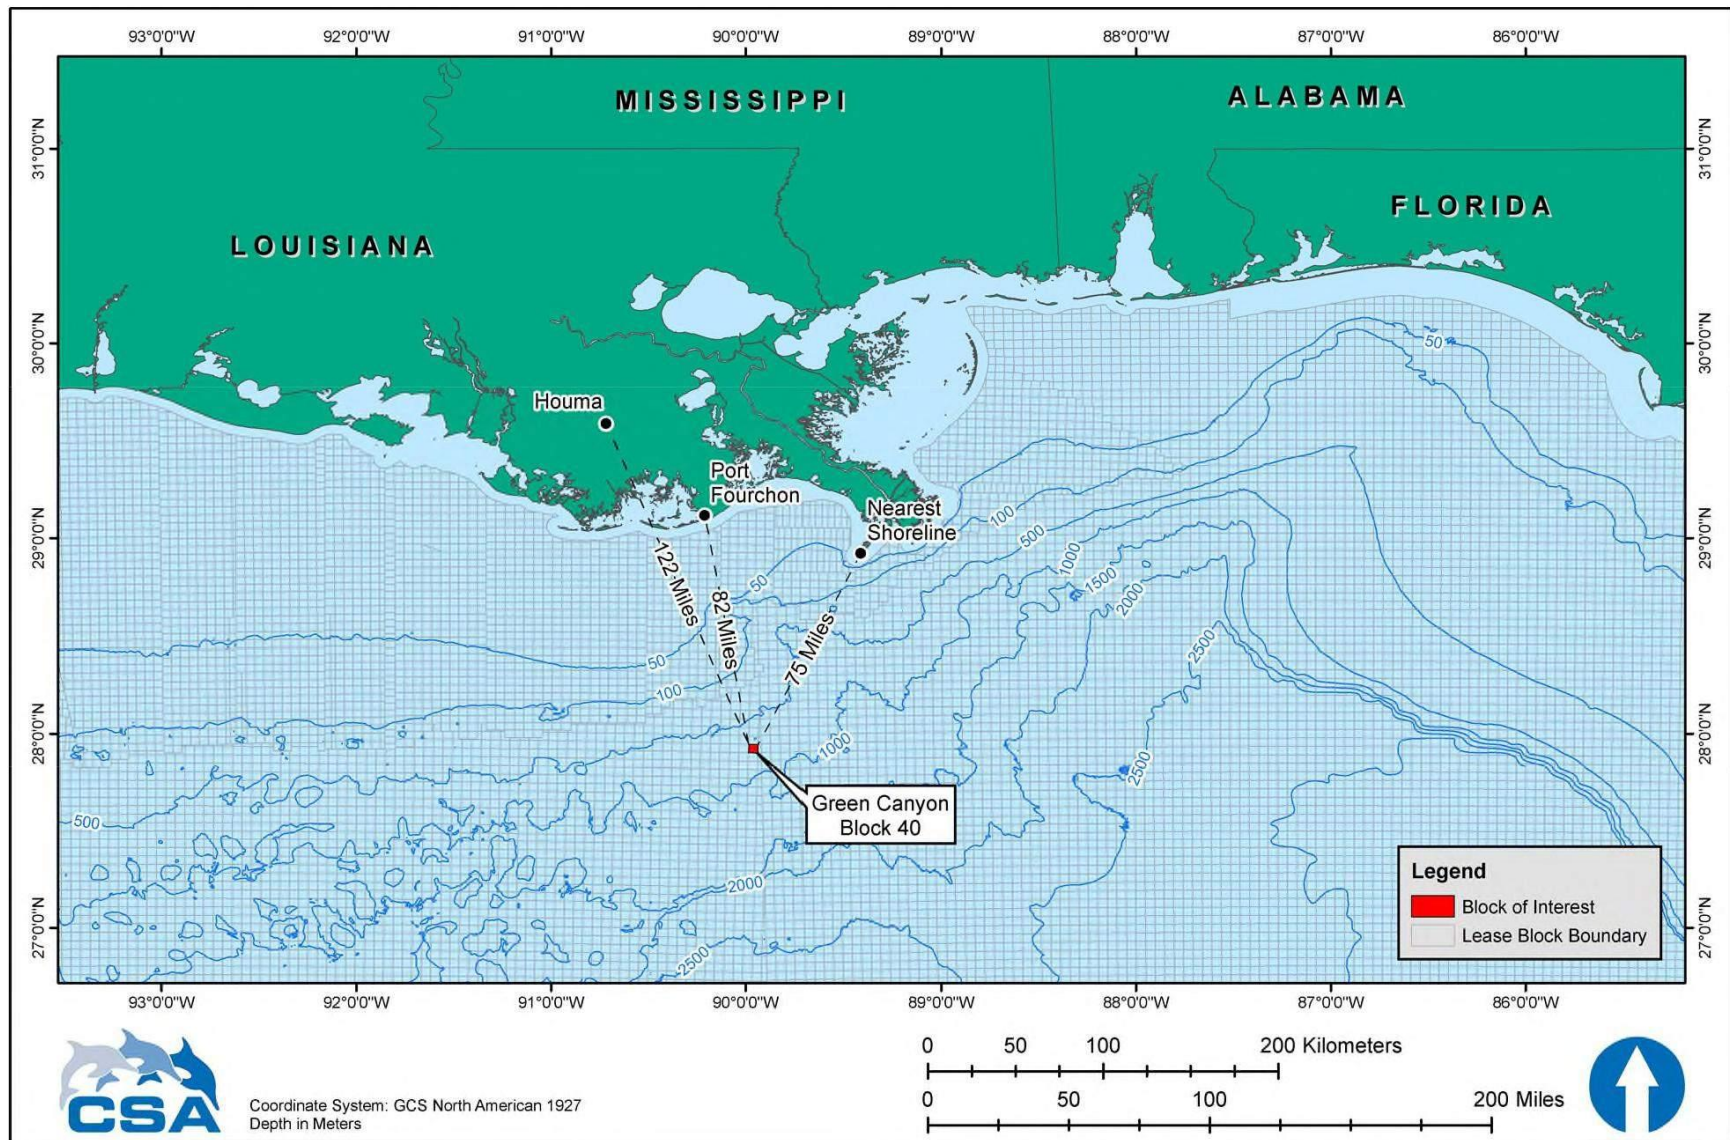 93°0'0"W 92°0'0"W 91°0'0"W 90°0'0"W 89°0'0"W 88°0'0"W 87°0'0"W 86°0'0"W
MISSISSIPPI
ALABAMA
31°0'0"N
31°0'0"N
FLORIDA
LOUISIANA
30°0'0"N
50
30°0'0"N
Houma
Port
Fourchon
Nearest
Shoreline
100
500
29°0'0"N
29°0'0"N
122 Miles
82 Miles
75 Miles
50
1000
1500
2000
2500
50
100
28°0'0"N
28°0'0"N
1000
2500
Green Canyon
Block 40
500
2000
2500
Legend
Block of Interest
Lease Block Boundary
27°0'0"N
27°0'0"N
93°0'0"W 92°0'0"W 91°0'0"W 90°0'0"W 89°0'0"W 88°0'0"W 87°0'0"W 86°0'0"W
CSA
Coordinate System: GCS North American 1927
Depth in Meters
0 50 100 200 Kilometers
0 50 100 200 Miles